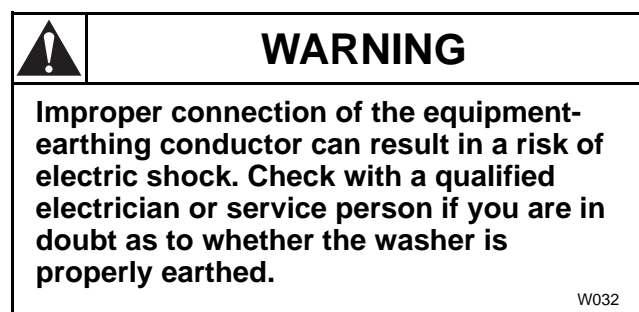 WARNING
Improper connection of the equipment-
earthing conductor can result in a risk of
electric shock. Check with a qualified
electrician or service person if you are in
doubt as to whether the washer is
properly earthed.
W032